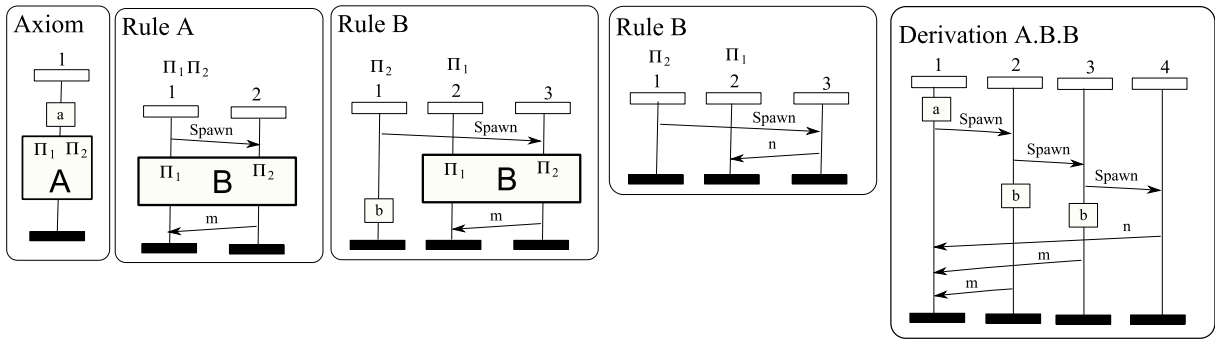 Axiom
1
a
Π1 Π2
A
Rule A
Π1 Π2
1 2
Spawn
Π1 B Π2
m
Rule B
Π2 Π1
1 2 3
Spawn
Π1 B Π2
b
m
Rule B
Π2 Π1
1 2 3
Spawn
n
Derivation A.B.B
1 2 3 4
a
Spawn
Spawn
Spawn
b
b
n
m
m